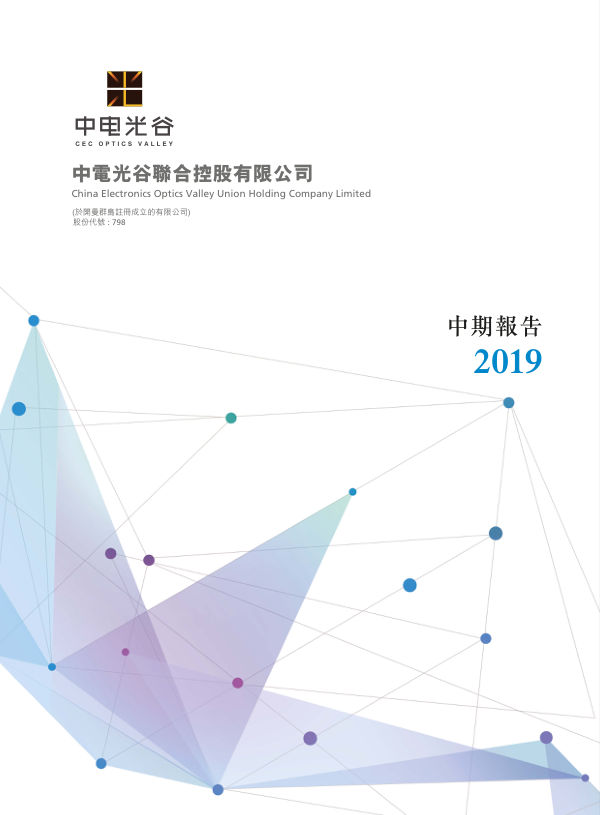 中电光谷
CEC OPTICS VALLEY
中電光谷聯合控股有限公司
China Electronics Optics Valley Union Holding Company Limited
(於開曼群島註冊成立的有限公司)
股份代號 : 798
中期報告
2019